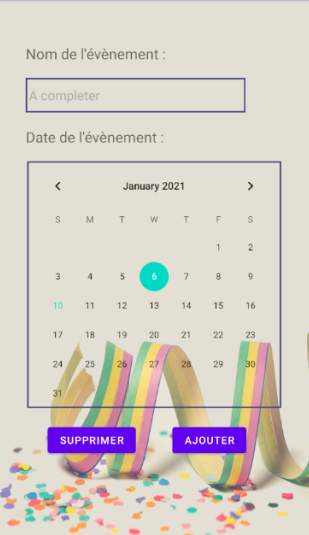 Nom de l'évènement :
A completer
Date de l'évènement :
January 2021
S M T W T F S
1 2
3 4 5 6 7 8 9
10 11 12 13 14 15 16
17 18 19 20 21 22 23
24 25 26 27 28 29 30
31
SUPPRIMER AJOUTER